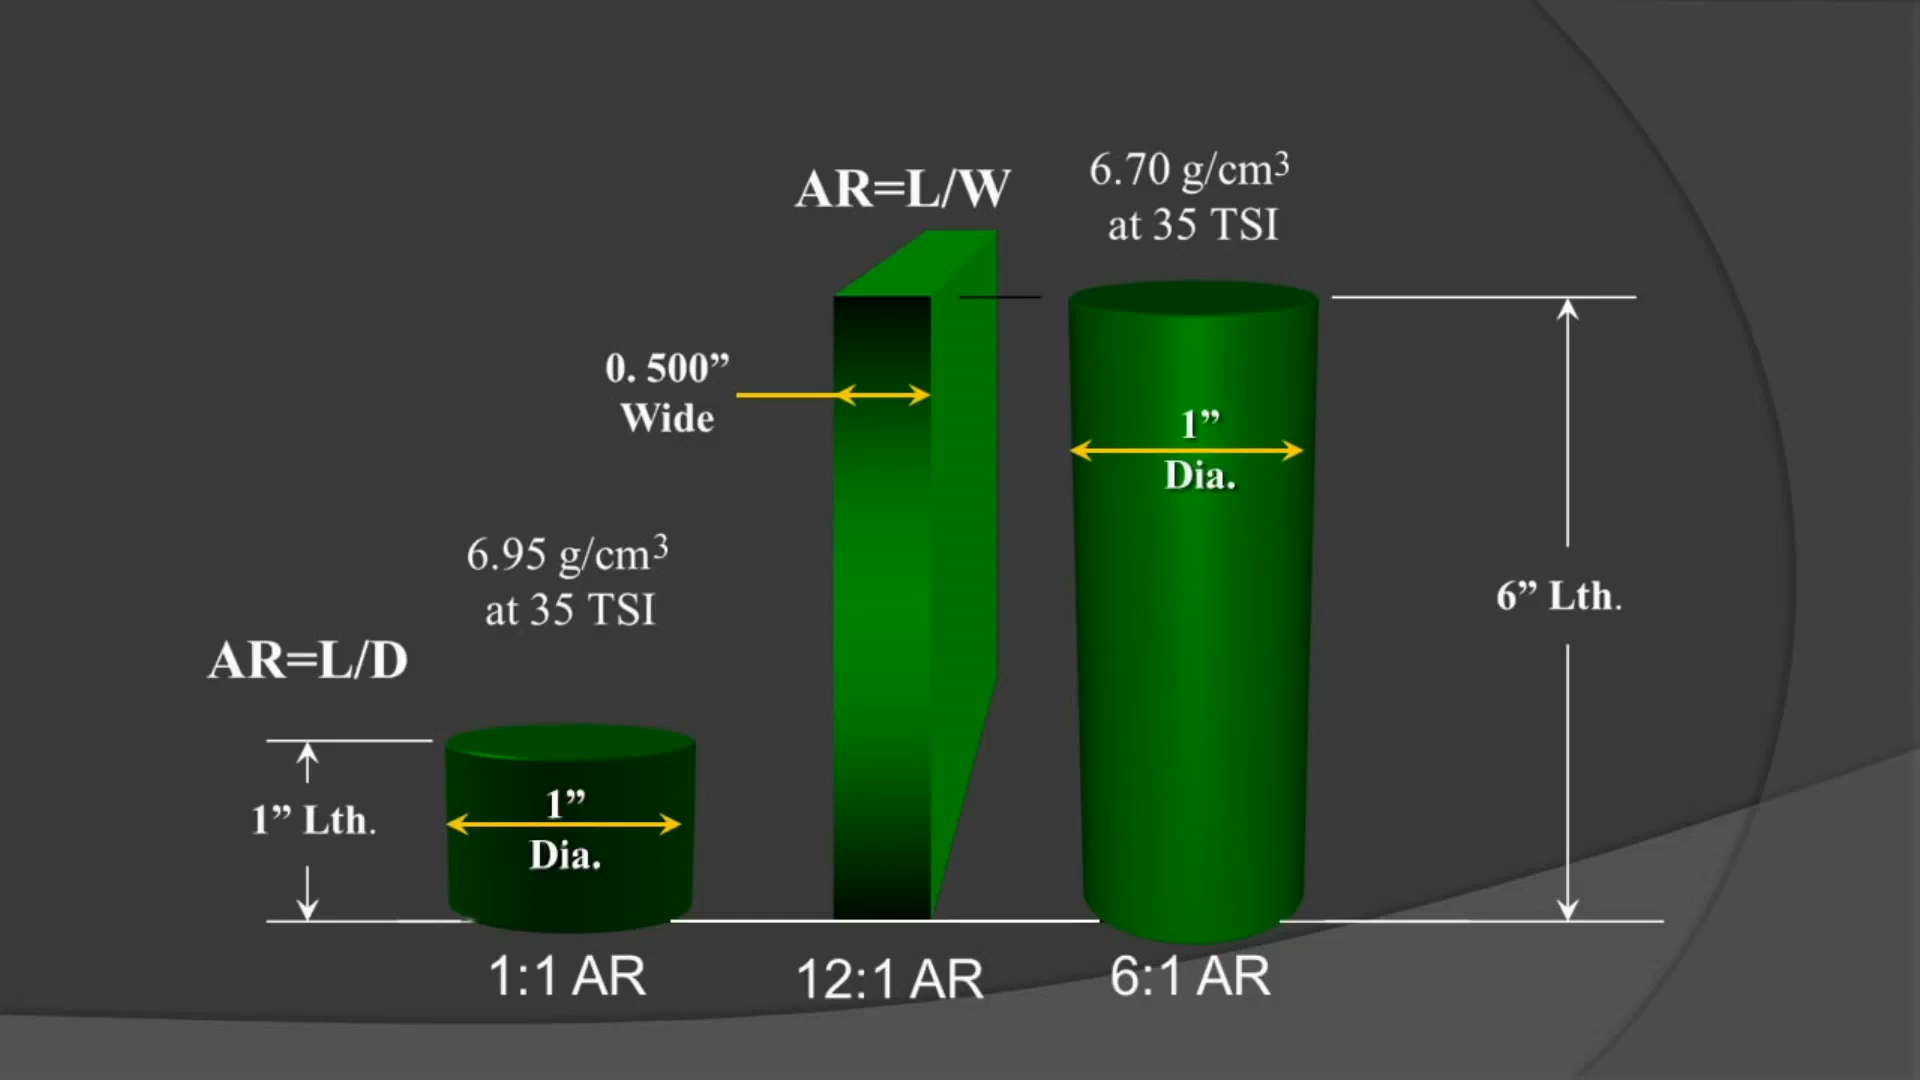 AR=L/W
6.70 g/cm³
at 35 TSI
0. 500”
Wide
1”
Dia.
6” Lth.
6.95 g/cm³
at 35 TSI
AR=L/D
1” Lth.
1”
Dia.
1:1 AR
12:1 AR
6:1 AR